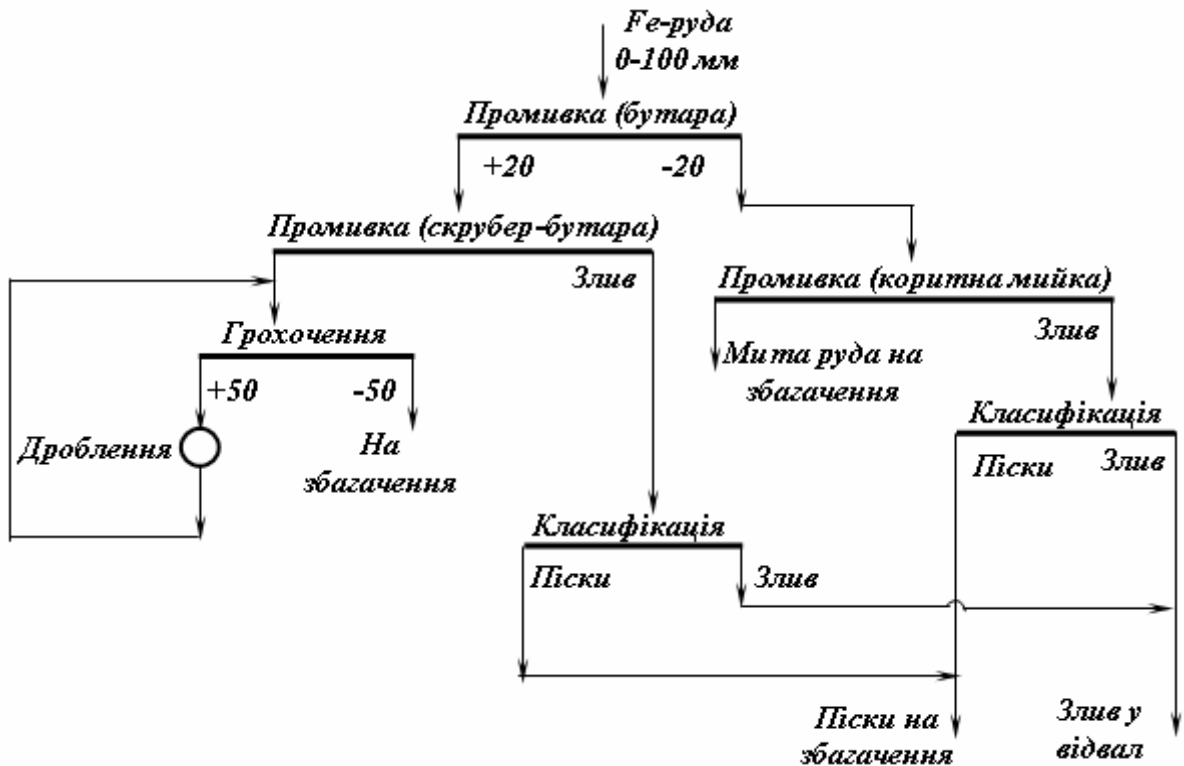 Fe-руда
0-100 мм
Промивка (бутара)
+20
-20
Промивка (скрубер-бутара)
Злив
Промивка (коритна мийка)
Злив
Грохочення
+50
-50
Мита руда на
збагачення
Дроблення
На
збагачення
Класифікація
Піски
Злив
Класифікація
Піски
Злив
Піски на
збагачення
Злив у
відвал